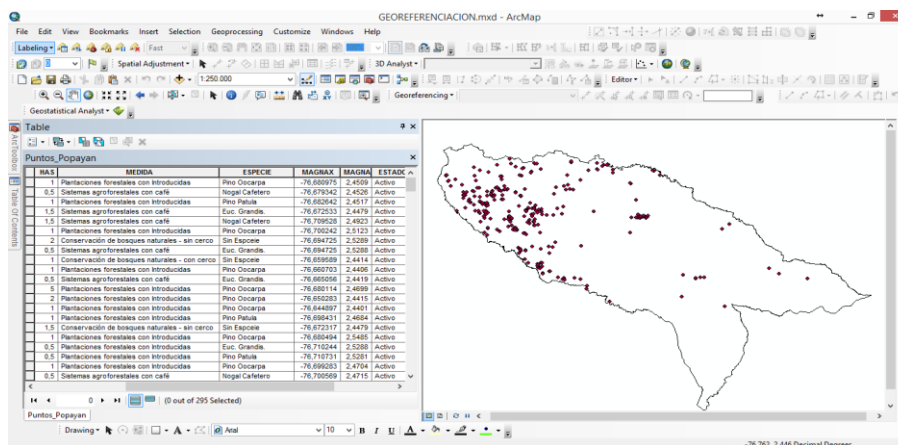 GEOREFERENCIACION.mxd - ArcMap
File Edit View Bookmarks Insert Selection Geoprocessing Customize Windows Help
Labeling Fast
Spatial Adjustment 3D Analyst
1:250.000 Editor
Georeferencing
Geostatistical Analyst
Table
ArcToolbox
Table Of Contents
Puntos_Popayan
HAS MEDIDA ESPECIE MAGNAX MAGNA ESTADO
1 Plantaciones forestales con Introducidas Pino Oocarpa -76,680975 2,4509 Activo
0,5 Sistemas agroforestales con café Nogal Cafetero -76,679342 2,4526 Activo
1 Plantaciones forestales con Introducidas Pino Patula -76,682642 2,4517 Activo
1,5 Sistemas agroforestales con café Euc. Grandis. -76,672533 2,4479 Activo
1,5 Sistemas agroforestales con café Nogal Cafetero -76,709528 2,4923 Activo
1 Plantaciones forestales con Introducidas Pino Oocarpa -76,700242 2,5123 Activo
2 Conservación de bosques naturales - sin cerco Sin Espceie -76,694725 2,5289 Activo
0,5 Sistemas agroforestales con café Euc. Grandis. -76,694725 2,5288 Activo
1 Conservación de bosques naturales - con cerco Sin Espceie -76,659589 2,4414 Activo
1 Plantaciones forestales con Introducidas Pino Oocarpa -76,660703 2,4406 Activo
0,5 Sistemas agroforestales con café Euc. Grandis. -76,665056 2,4419 Activo
5 Plantaciones forestales con Introducidas Pino Oocarpa -76,680114 2,4699 Activo
2 Plantaciones forestales con Introducidas Pino Oocarpa -76,650283 2,4415 Activo
1 Plantaciones forestales con Introducidas Pino Oocarpa -76,644897 2,4401 Activo
1 Plantaciones forestales con Introducidas Pino Patula -76,698431 2,4684 Activo
1,5 Conservación de bosques naturales - sin cerco Sin Espceie -76,672317 2,4479 Activo
1 Plantaciones forestales con Introducidas Pino Oocarpa -76,680494 2,5485 Activo
0,5 Plantaciones forestales con Introducidas Euc. Grandis. -76,710244 2,5288 Activo
0,5 Plantaciones forestales con Introducidas Pino Patula -76,710731 2,5281 Activo
1 Plantaciones forestales con Introducidas Pino Oocarpa -76,699283 2,4704 Activo
0,5 Sistemas agroforestales con café Nogal Cafetero -76,700569 2,4715 Activo
0 (0 out of 295 Selected)
Puntos_Popayan
Drawing A Arial 10 B I U A
-76,762 2,446 Decimal Degrees